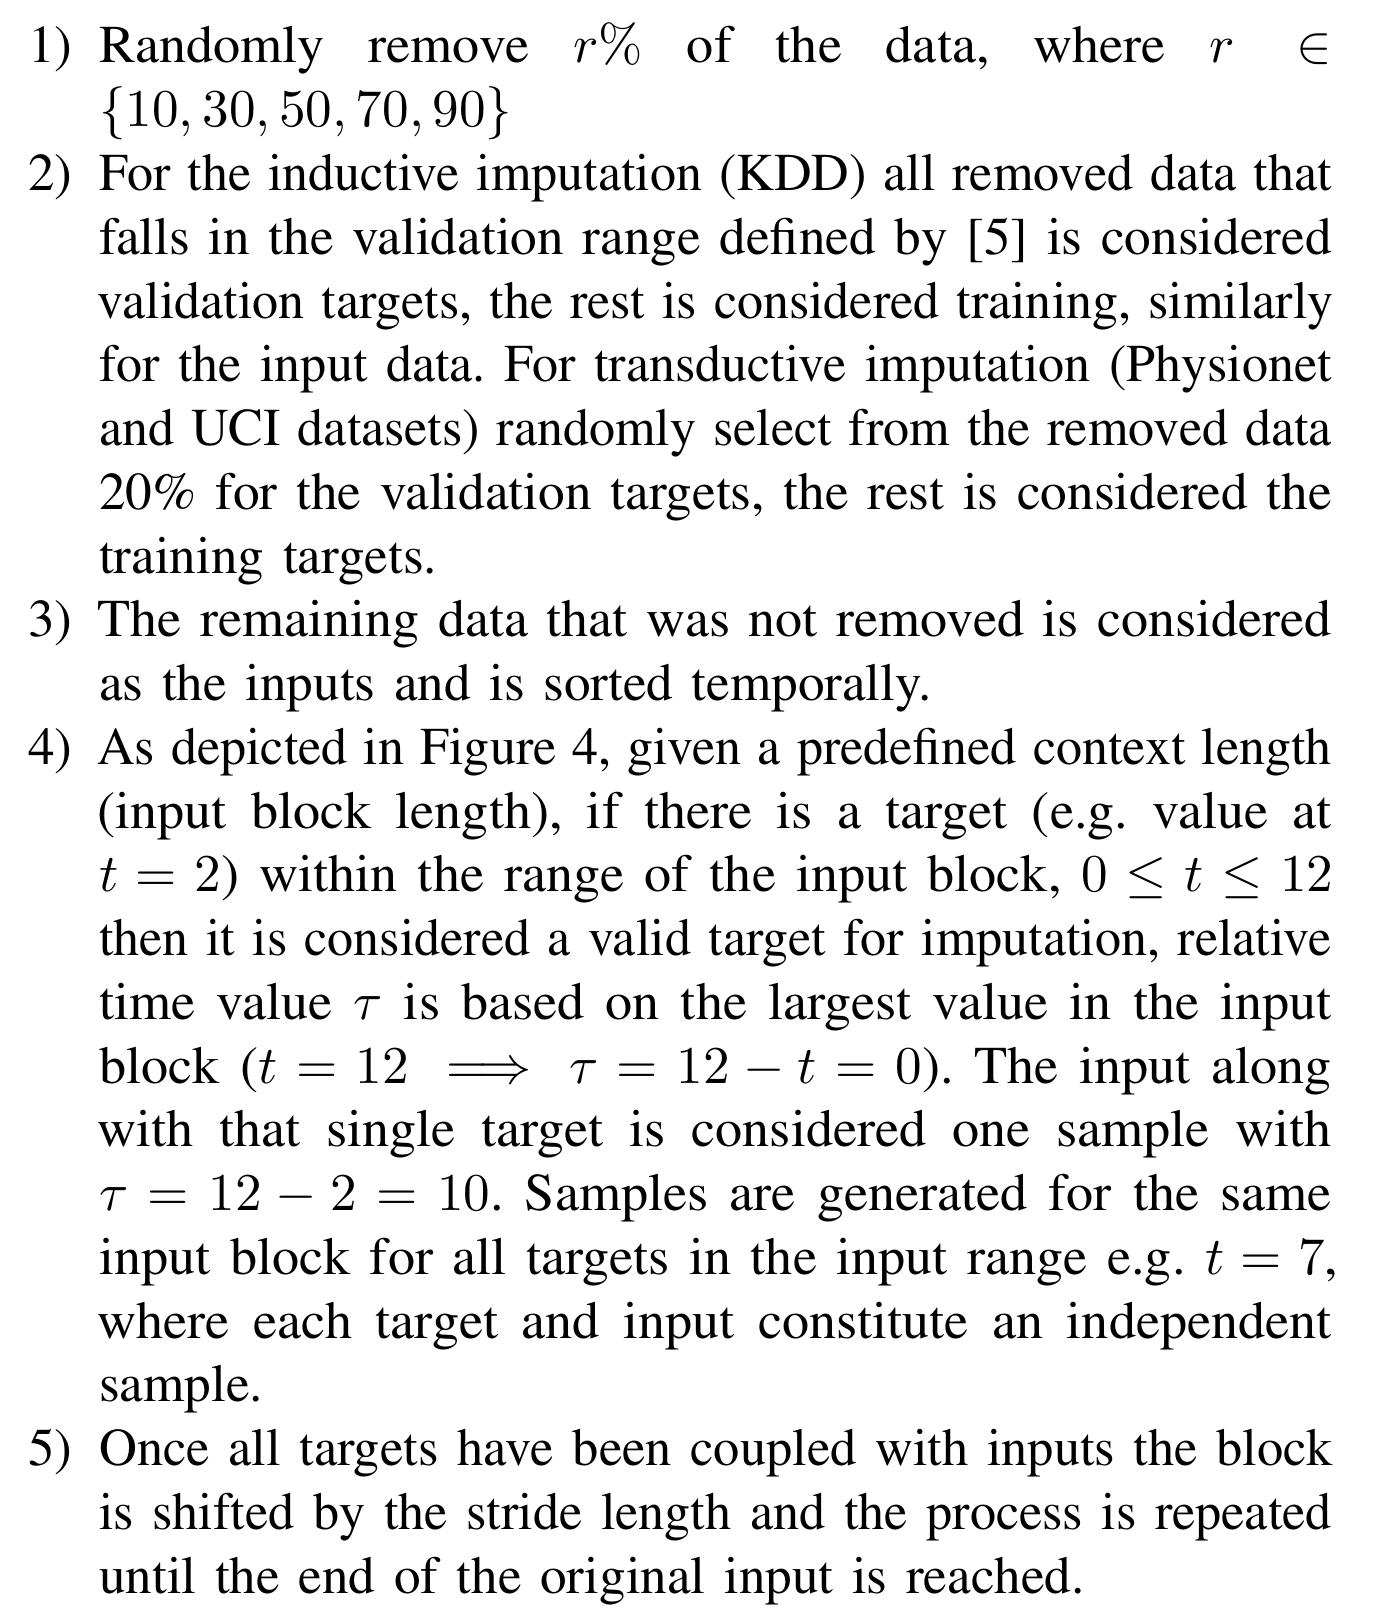 1) Randomly remove r% of the data, where r ∈
{10, 30, 50, 70, 90}
2) For the inductive imputation (KDD) all removed data that
falls in the validation range defined by [5] is considered
validation targets, the rest is considered training, similarly
for the input data. For transductive imputation (Physionet
and UCI datasets) randomly select from the removed data
20% for the validation targets, the rest is considered the
training targets.
3) The remaining data that was not removed is considered
as the inputs and is sorted temporally.
4) As depicted in Figure 4, given a predefined context length
(input block length), if there is a target (e.g. value at
t = 2) within the range of the input block, 0 ≤ t ≤ 12
then it is considered a valid target for imputation, relative
time value τ is based on the largest value in the input
block (t = 12 ⟹ τ = 12 − t = 0). The input along
with that single target is considered one sample with
τ = 12 − 2 = 10. Samples are generated for the same
input block for all targets in the input range e.g. t = 7,
where each target and input constitute an independent
sample.
5) Once all targets have been coupled with inputs the block
is shifted by the stride length and the process is repeated
until the end of the original input is reached.